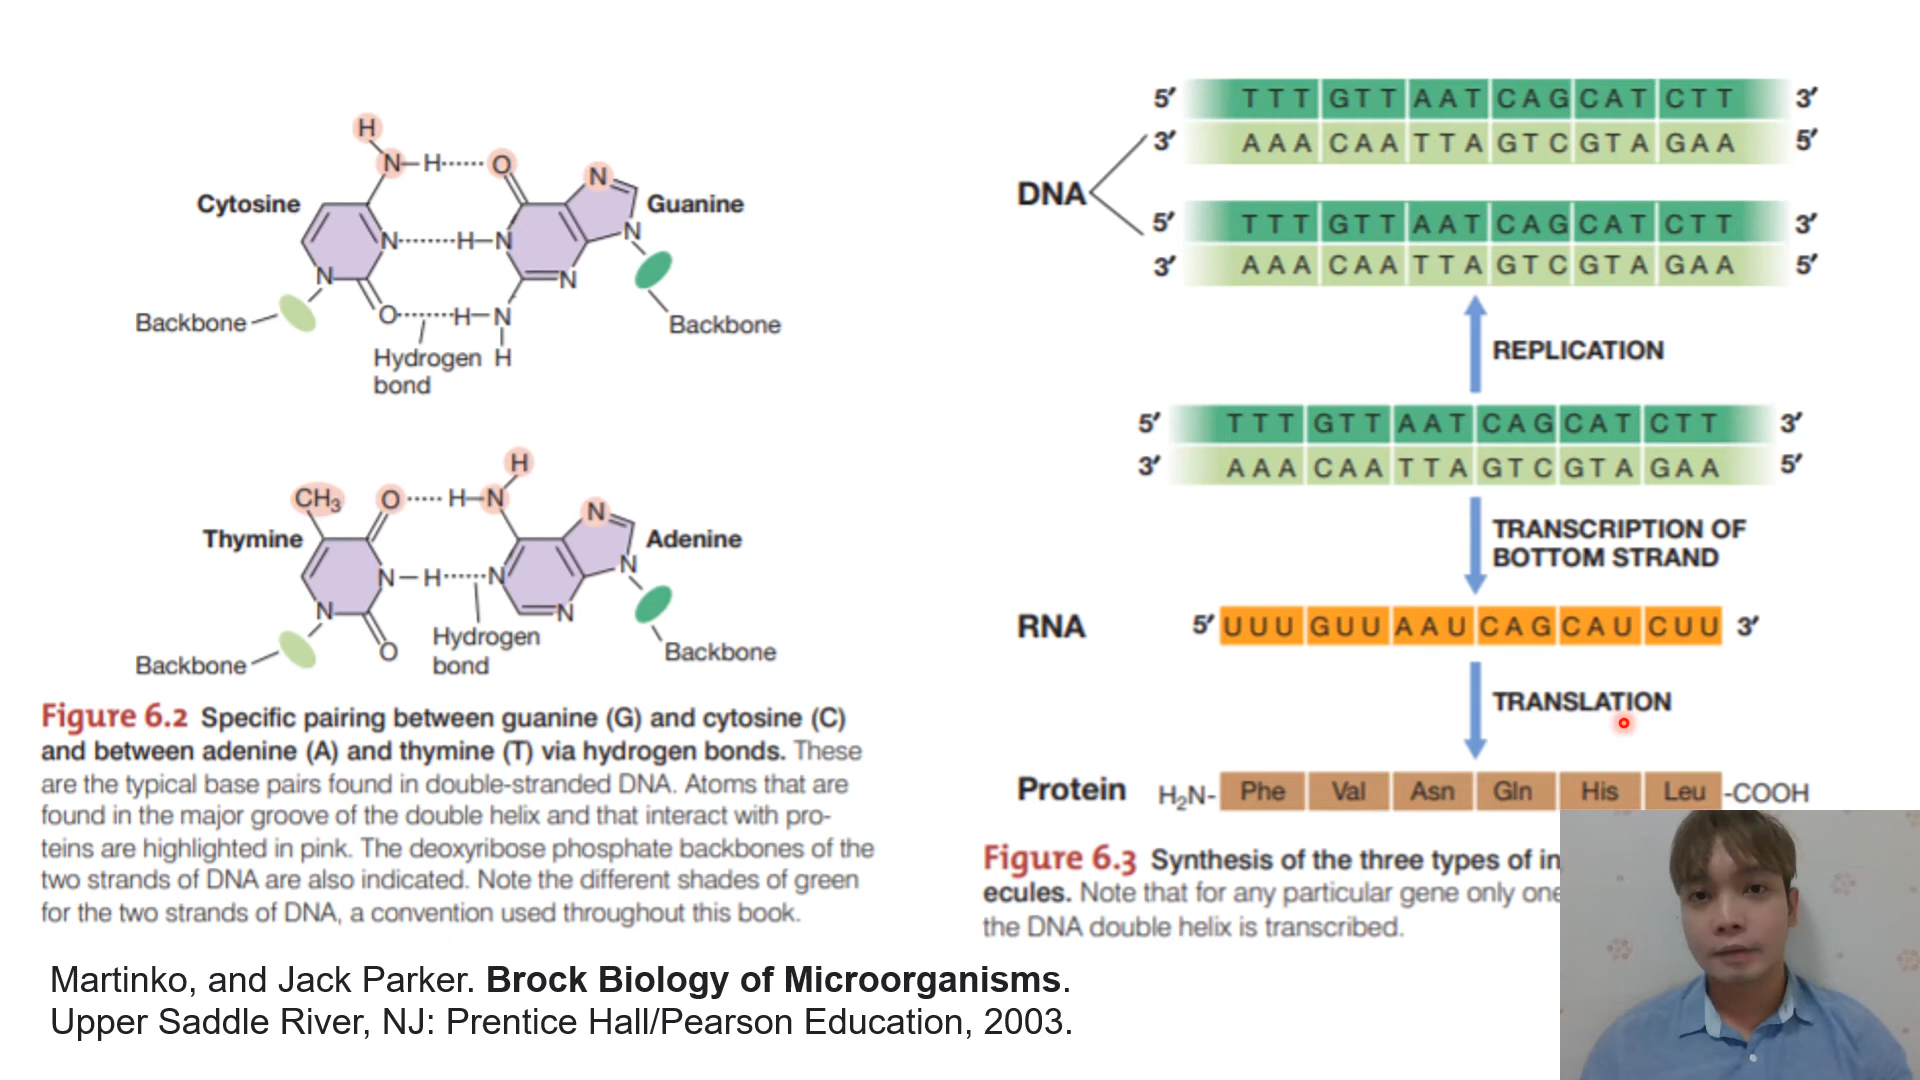 H
N–H
O
N
Cytosine
Guanine
N
H–N
N
N
N
O
H–N
Backbone
Backbone
Hydrogen
bond
H
H
CH3
O
H–N
N
Thymine
Adenine
N–H
N
N
N
N
O
Hydrogen
bond
Backbone
Backbone
Figure 6.2 Specific pairing between guanine (G) and cytosine (C)
and between adenine (A) and thymine (T) via hydrogen bonds. These
are the typical base pairs found in double-stranded DNA. Atoms that are
found in the major groove of the double helix and that interact with pro-
teins are highlighted in pink. The deoxyribose phosphate backbones of the
two strands of DNA are also indicated. Note the different shades of green
for the two strands of DNA, a convention used throughout this book.
5′ TTT GTT AAT CAG CAT CTT 3′
3′ AAA CAA TTA GTC GTA GAA 5′
DNA
5′ TTT GTT AAT CAG CAT CTT 3′
3′ AAA CAA TTA GTC GTA GAA 5′
REPLICATION
5′ TTT GTT AAT CAG CAT CTT 3′
3′ AAA CAA TTA GTC GTA GAA 5′
TRANSCRIPTION OF
BOTTOM STRAND
RNA 5′ UUU GUU AAU CAG CAU CUU 3′
TRANSLATION
Protein H2N- Phe Val Asn Gln His Leu -COOH
Figure 6.3 Synthesis of the three types of in
ecules. Note that for any particular gene only one
the DNA double helix is transcribed.
Martinko, and Jack Parker. Brock Biology of Microorganisms.
Upper Saddle River, NJ: Prentice Hall/Pearson Education, 2003.